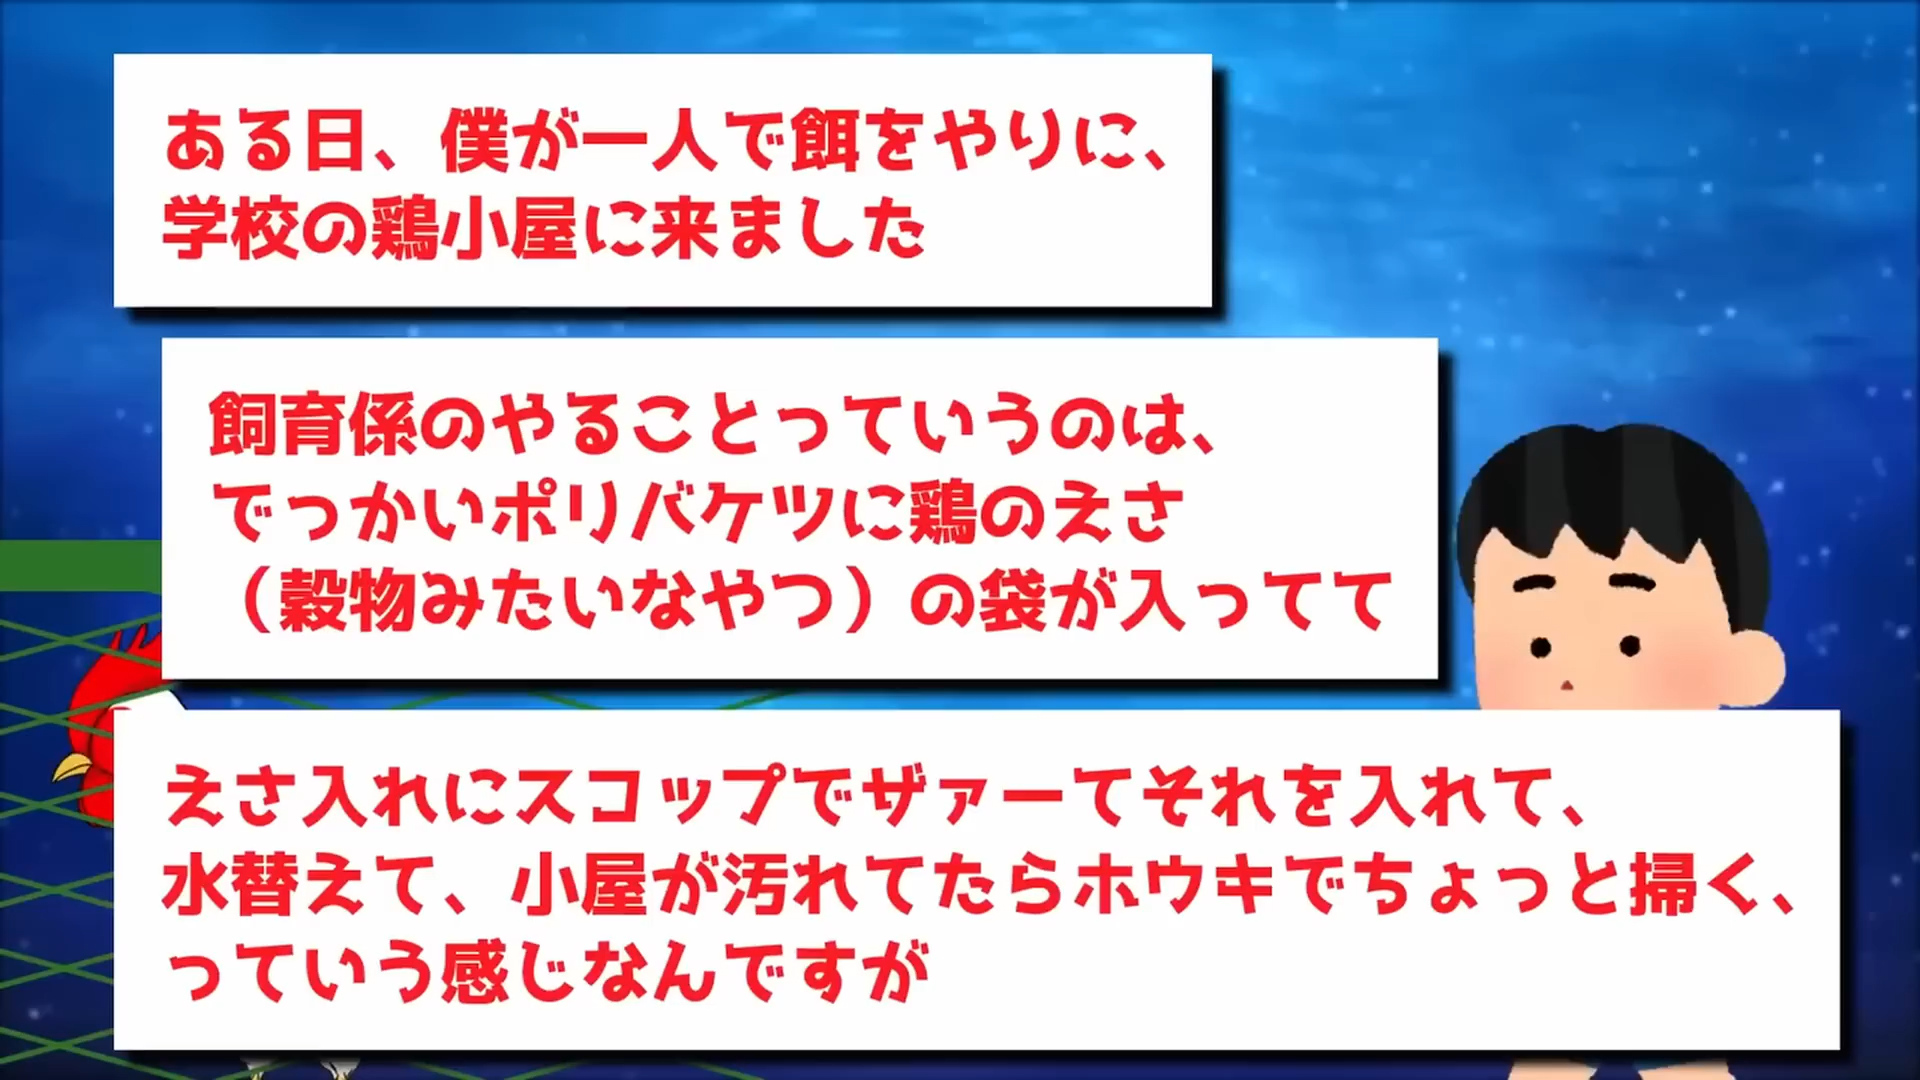 ある日、僕が一人で餌をやりに、
学校の鶏小屋に来ました
飼育係のやることっていうのは、
でっかいポリバケツに鶏のえさ
（穀物みたいなやつ）の袋が入ってて
えさ入れにスコップでザァーてそれを入れて、
水替えて、小屋が汚れてたらホウキでちょっと掃く、
っていう感じなんですが